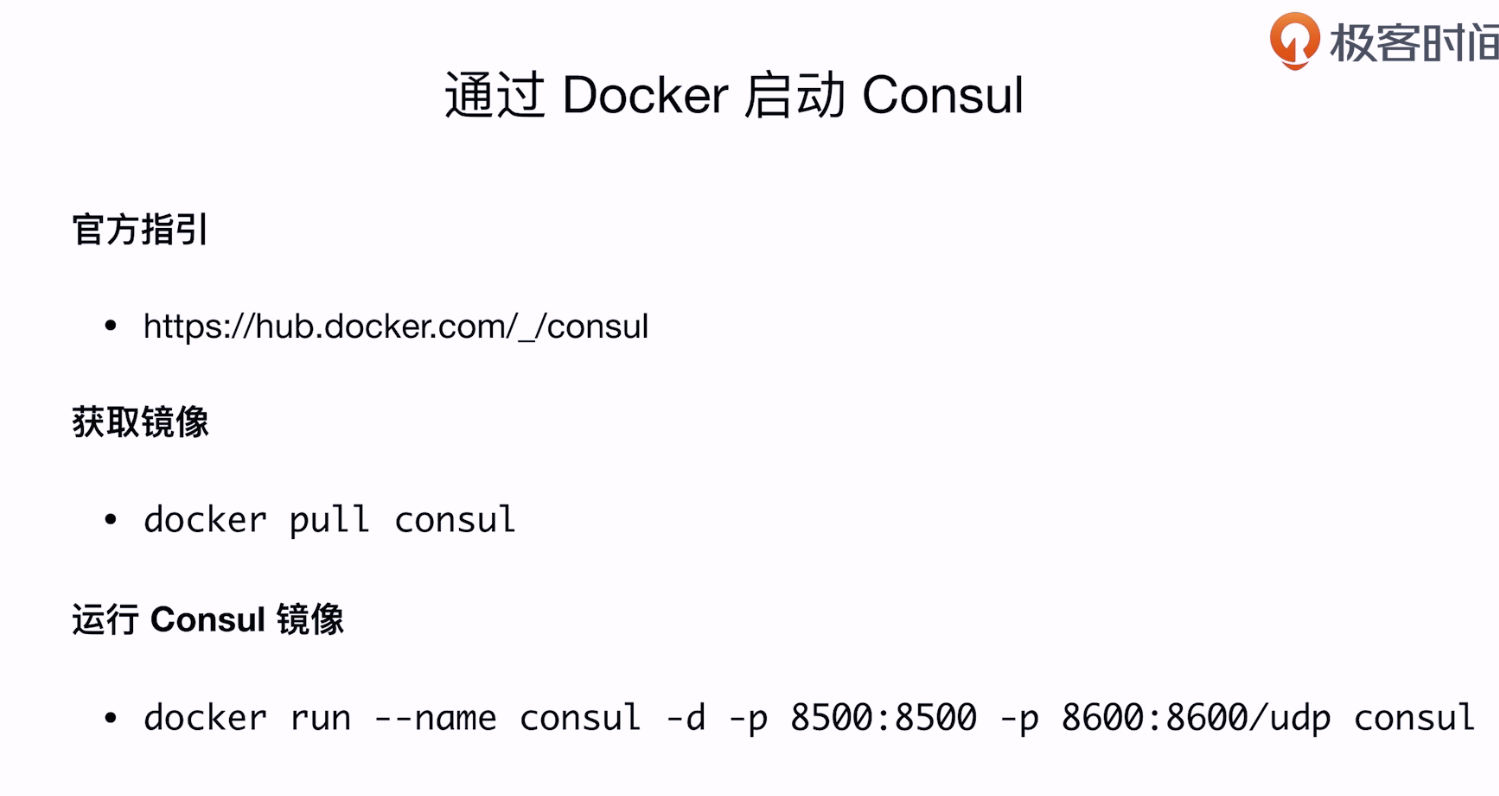 极客时间
通过 Docker 启动 Consul
官方指引
• https://hub.docker.com/_/consul
获取镜像
• docker pull consul
运行 Consul 镜像
• docker run --name consul -d -p 8500:8500 -p 8600:8600/udp consul